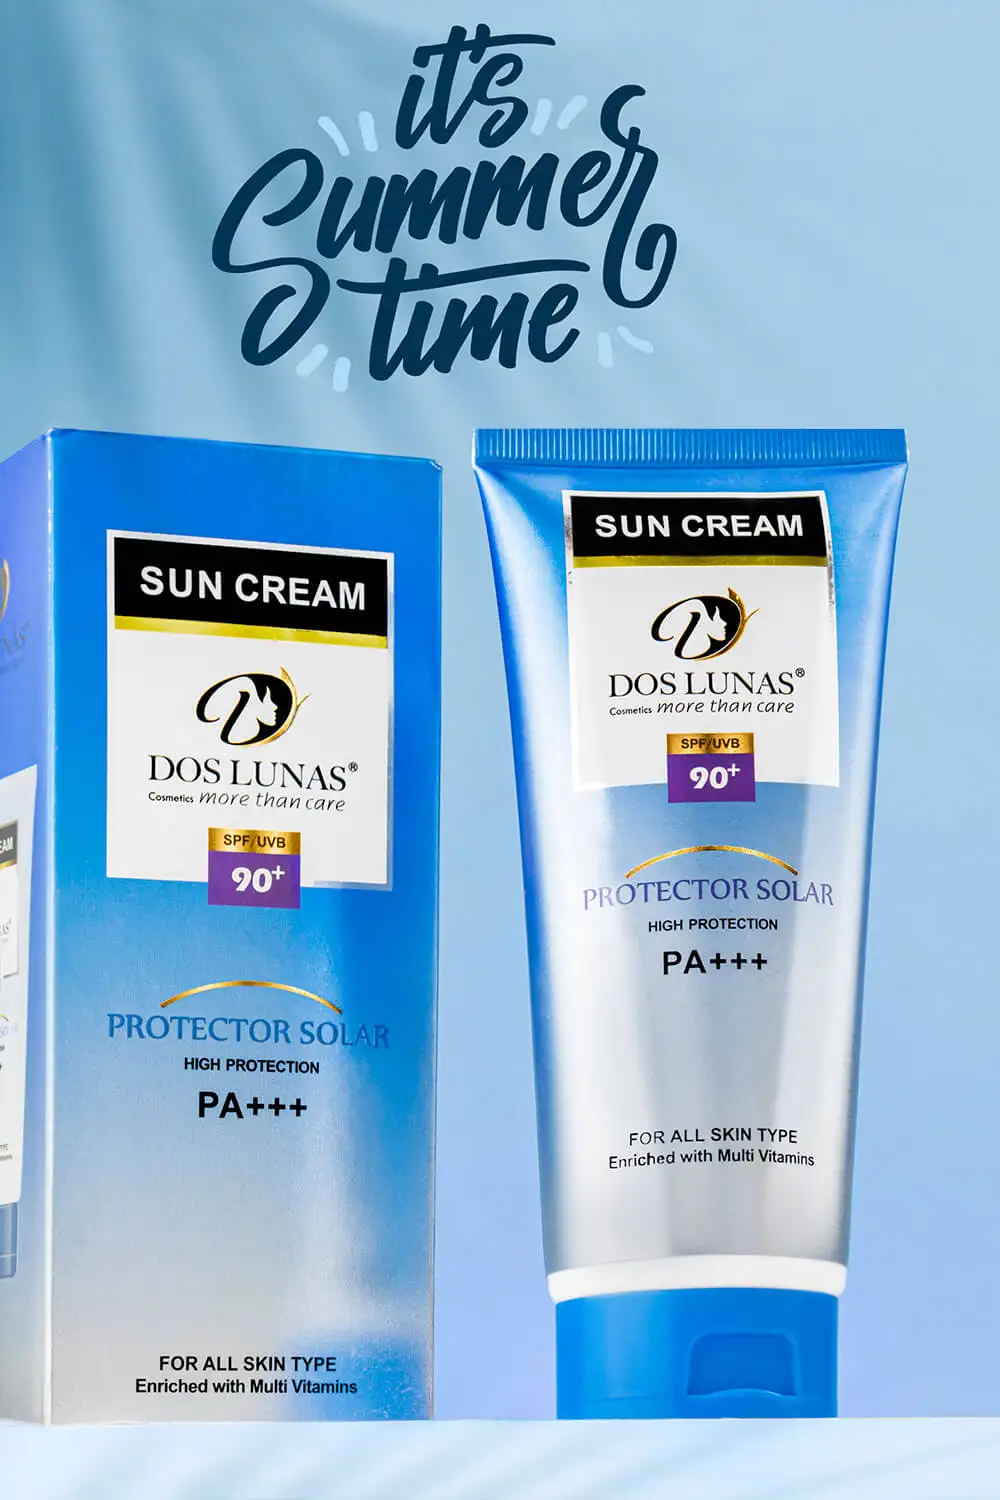 it's
Summer
time
SUN CREAM
DOS LUNAS®
Cosmetics more than care
SPF/UVB
90+
PROTECTOR SOLAR
HIGH PROTECTION
PA+++
FOR ALL SKIN TYPE
Enriched with Multi Vitamins
SUN CREAM
DOS LUNAS®
Cosmetics more than care
SPF/UVB
90+
PROTECTOR SOLAR
HIGH PROTECTION
PA+++
FOR ALL SKIN TYPE
Enriched with Multi Vitamins